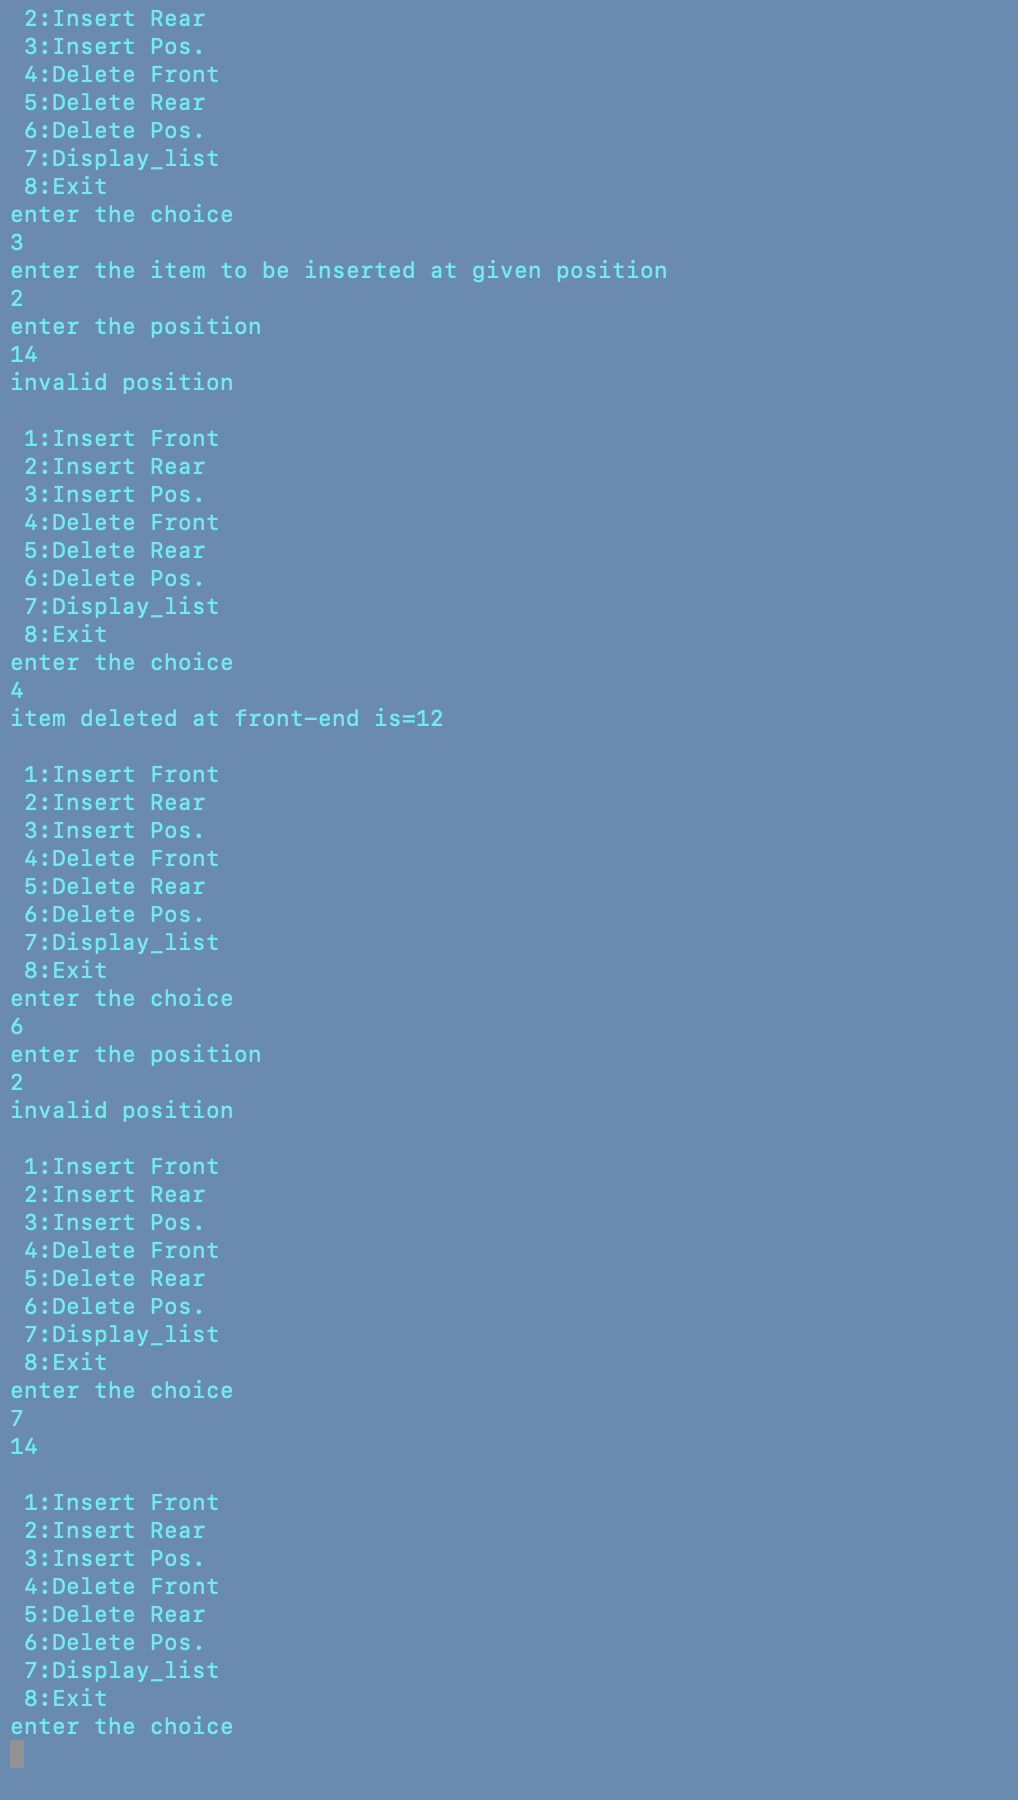 2:Insert Rear
3:Insert Pos.
4:Delete Front
5:Delete Rear
6:Delete Pos.
7:Display_list
8:Exit
enter the choice
3
enter the item to be inserted at given position
2
enter the position
14
invalid position
1:Insert Front
2:Insert Rear
3:Insert Pos.
4:Delete Front
5:Delete Rear
6:Delete Pos.
7:Display_list
8:Exit
enter the choice
4
item deleted at front-end is=12
1:Insert Front
2:Insert Rear
3:Insert Pos.
4:Delete Front
5:Delete Rear
6:Delete Pos.
7:Display_list
8:Exit
enter the choice
6
enter the position
2
invalid position
1:Insert Front
2:Insert Rear
3:Insert Pos.
4:Delete Front
5:Delete Rear
6:Delete Pos.
7:Display_list
8:Exit
enter the choice
7
14
1:Insert Front
2:Insert Rear
3:Insert Pos.
4:Delete Front
5:Delete Rear
6:Delete Pos.
7:Display_list
8:Exit
enter the choice